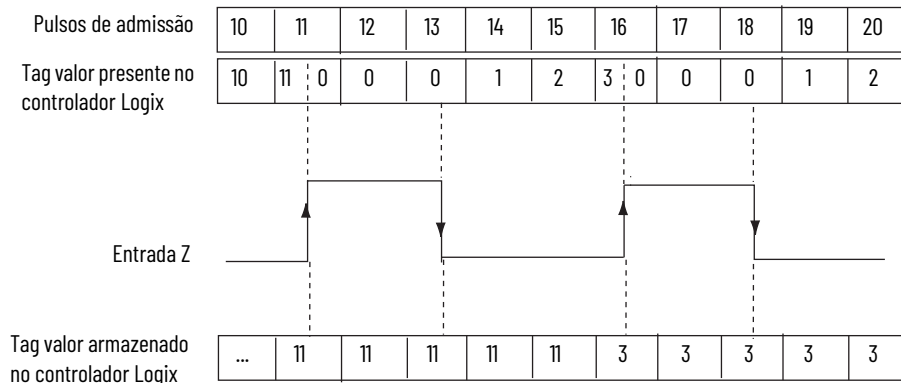 Pulsos de admissão 10 11 12 13 14 15 16 17 18 19 20
Tag valor presente no
controlador Logix
10 11 0 0 0 1 2 3 0 0 0 1 2
Entrada Z
Tag valor armazenado
no controlador Logix
... 11 11 11 11 11 3 3 3 3 3